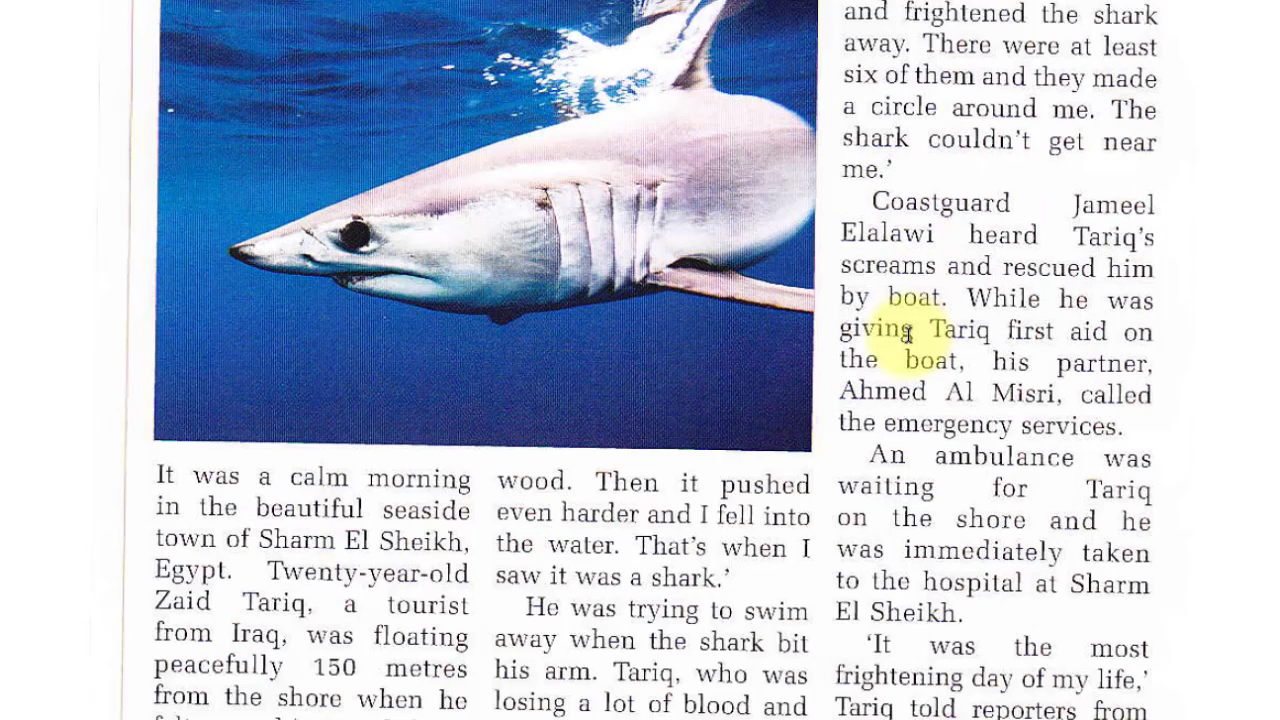 It was a calm morning
in the beautiful seaside
town of Sharm El Sheikh,
Egypt. Twenty-year-old
Zaid Tariq, a tourist
from Iraq, was floating
peacefully 150 metres
from the shore when he
wood. Then it pushed
even harder and I fell into
the water. That's when I
saw it was a shark.'
He was trying to swim
away when the shark bit
his arm. Tariq, who was
losing a lot of blood and
and frightened the shark
away. There were at least
six of them and they made
a circle around me. The
shark couldn't get near
me.'
Coastguard Jameel
Elalawi heard Tariq's
screams and rescued him
by boat. While he was
giving Tariq first aid on
the boat, his partner,
Ahmed Al Misri, called
the emergency services.
An ambulance was
waiting for Tariq
on the shore and he
was immediately taken
to the hospital at Sharm
El Sheikh.
'It was the most
frightening day of my life,'
Tariq told reporters from